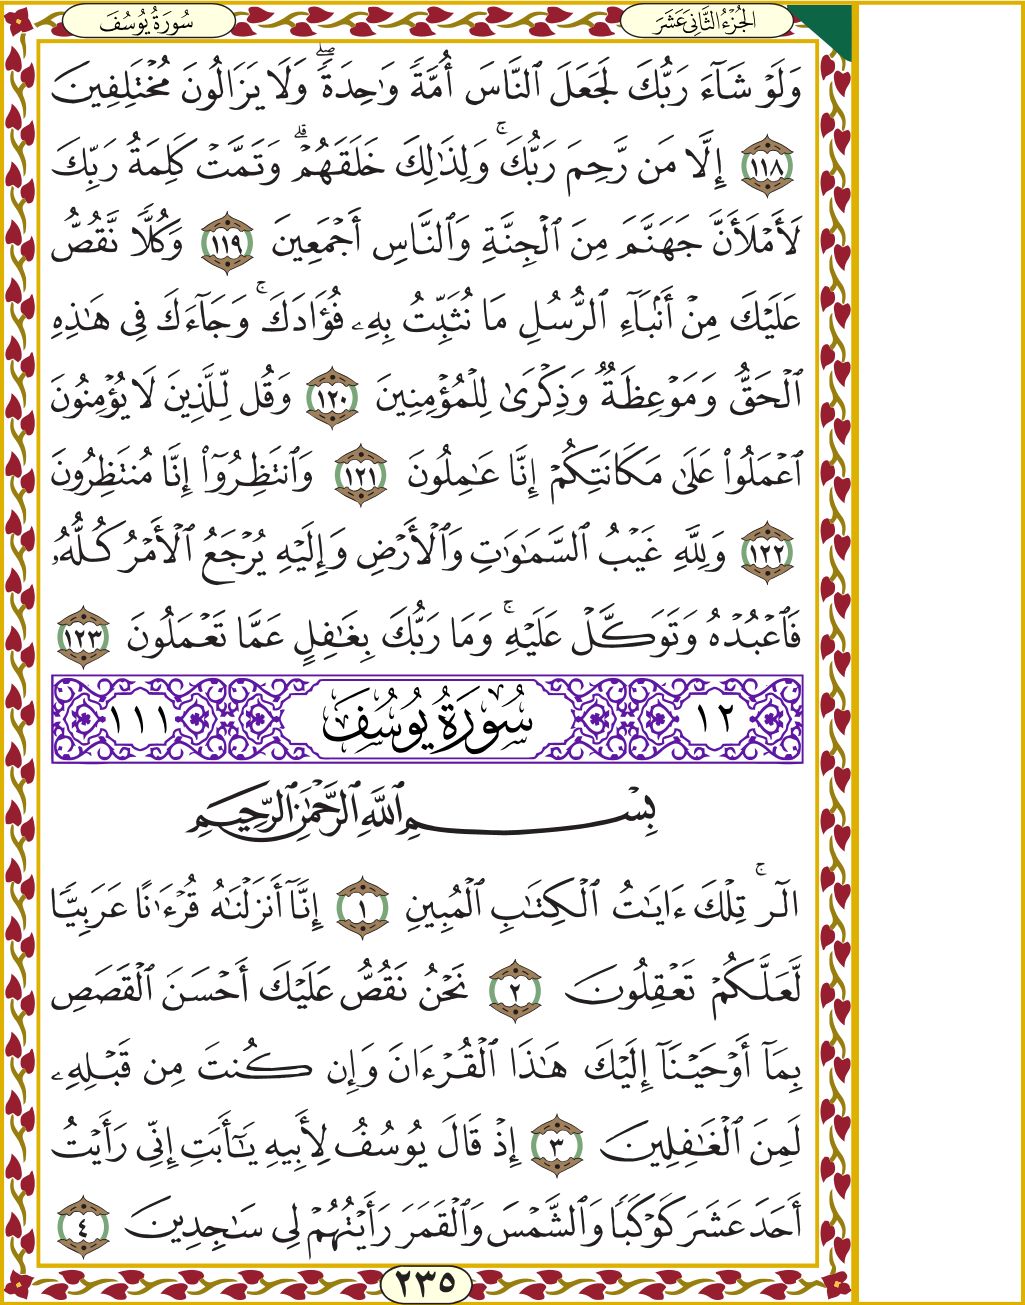 الجُزْءُ الثَّانِي عَشَرَ
سُورَةُ يُوسُفَ
وَلَوۡ شَآءَ رَبُّكَ لَجَعَلَ ٱلنَّاسَ أُمَّةٗ وَٰحِدَةٗۖ وَلَا يَزَالُونَ مُخۡتَلِفِينَ
١١٨ إِلَّا مَن رَّحِمَ رَبُّكَۚ وَلِذَٰلِكَ خَلَقَهُمۡۗ وَتَمَّتۡ كَلِمَةُ رَبِّكَ
لَأَمۡلَأَنَّ جَهَنَّمَ مِنَ ٱلۡجِنَّةِ وَٱلنَّاسِ أَجۡمَعِينَ ١١٩ وَكُلّٗا نَّقُصُّ
عَلَيۡكَ مِنۡ أَنۢبَآءِ ٱلرُّسُلِ مَا نُثَبِّتُ بِهِۦ فُؤَادَكَۚ وَجَآءَكَ فِي هَٰذِهِ
ٱلۡحَقُّ وَمَوۡعِظَةٞ وَذِكۡرَىٰ لِلۡمُؤۡمِنِينَ ١٢٠ وَقُل لِّلَّذِينَ لَا يُؤۡمِنُونَ
ٱعۡمَلُواْ عَلَىٰ مَكَانَتِكُمۡ إِنَّا عَٰمِلُونَ ١٢١ وَٱنتَظِرُوٓاْ إِنَّا مُنتَظِرُونَ
١٢٢ وَلِلَّهِ غَيۡبُ ٱلسَّمَٰوَٰتِ وَٱلۡأَرۡضِ وَإِلَيۡهِ يُرۡجَعُ ٱلۡأَمۡرُ كُلُّهُۥ
فَٱعۡبُدۡهُ وَتَوَكَّلۡ عَلَيۡهِۚ وَمَا رَبُّكَ بِغَٰفِلٍ عَمَّا تَعۡمَلُونَ ١٢٣
١٢ سُورَةُ يُوسُفَ ١١١
بِسۡمِ ٱللَّهِ ٱلرَّحۡمَٰنِ ٱلرَّحِيمِ
الٓرۚ تِلۡكَ ءَايَٰتُ ٱلۡكِتَٰبِ ٱلۡمُبِينِ ١ إِنَّآ أَنزَلۡنَٰهُ قُرۡءَٰنًا عَرَبِيّٗا
لَّعَلَّكُمۡ تَعۡقِلُونَ ٢ نَحۡنُ نَقُصُّ عَلَيۡكَ أَحۡسَنَ ٱلۡقَصَصِ
بِمَآ أَوۡحَيۡنَآ إِلَيۡكَ هَٰذَا ٱلۡقُرۡءَانَ وَإِن كُنتَ مِن قَبۡلِهِۦ
لَمِنَ ٱلۡغَٰفِلِينَ ٣ إِذۡ قَالَ يُوسُفُ لِأَبِيهِ يَٰٓأَبَتِ إِنِّي رَأَيۡتُ
أَحَدَ عَشَرَ كَوۡكَبٗا وَٱلشَّمۡسَ وَٱلۡقَمَرَ رَأَيۡتُهُمۡ لِي سَٰجِدِينَ ٤
٢٣٥